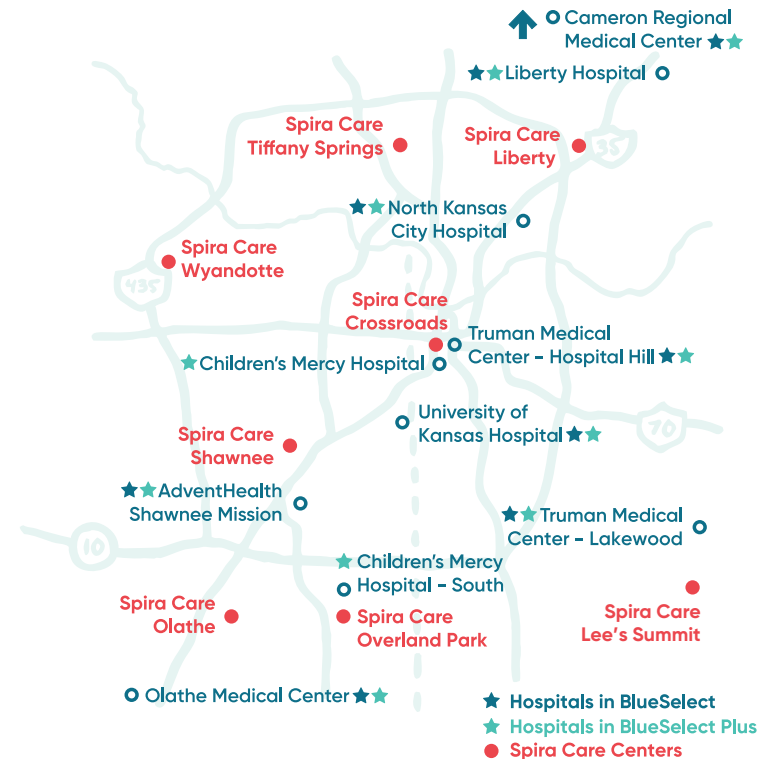 Cameron Regional
Medical Center
Liberty Hospital
Spira Care
Tiffany Springs
Spira Care
Liberty
35
North Kansas
City Hospital
Spira Care
Wyandotte
435
Spira Care
Crossroads
Truman Medical
Center – Hospital Hill
Children's Mercy Hospital
University of
Kansas Hospital
70
Spira Care
Shawnee
AdventHealth
Shawnee Mission
Truman Medical
Center – Lakewood
10
Children's Mercy
Hospital – South
Spira Care
Olathe
Spira Care
Overland Park
Spira Care
Lee's Summit
Olathe Medical Center
Hospitals in BlueSelect
Hospitals in BlueSelect Plus
Spira Care Centers